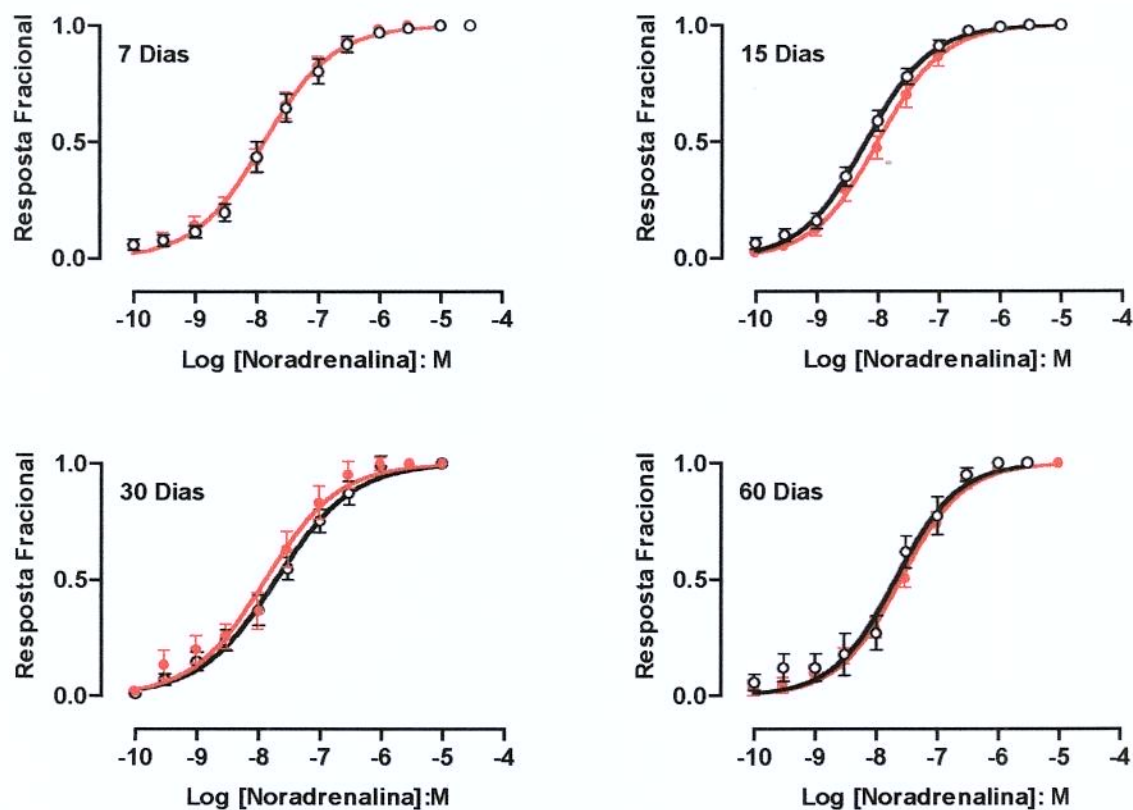 7 Dias
Resposta Fracional
1.0
0.5
0.0
-10 -9 -8 -7 -6 -5 -4
Log [Noradrenalina]: M
15 Dias
Resposta Fracional
1.0
0.5
0.0
-10 -9 -8 -7 -6 -5 -4
Log [Noradrenalina]: M
30 Dias
Resposta Fracional
1.0
0.5
0.0
-10 -9 -8 -7 -6 -5 -4
Log [Noradrenalina]:M
60 Dias
Resposta Fracional
1.0
0.5
0.0
-10 -9 -8 -7 -6 -5 -4
Log [Noradrenalina]: M